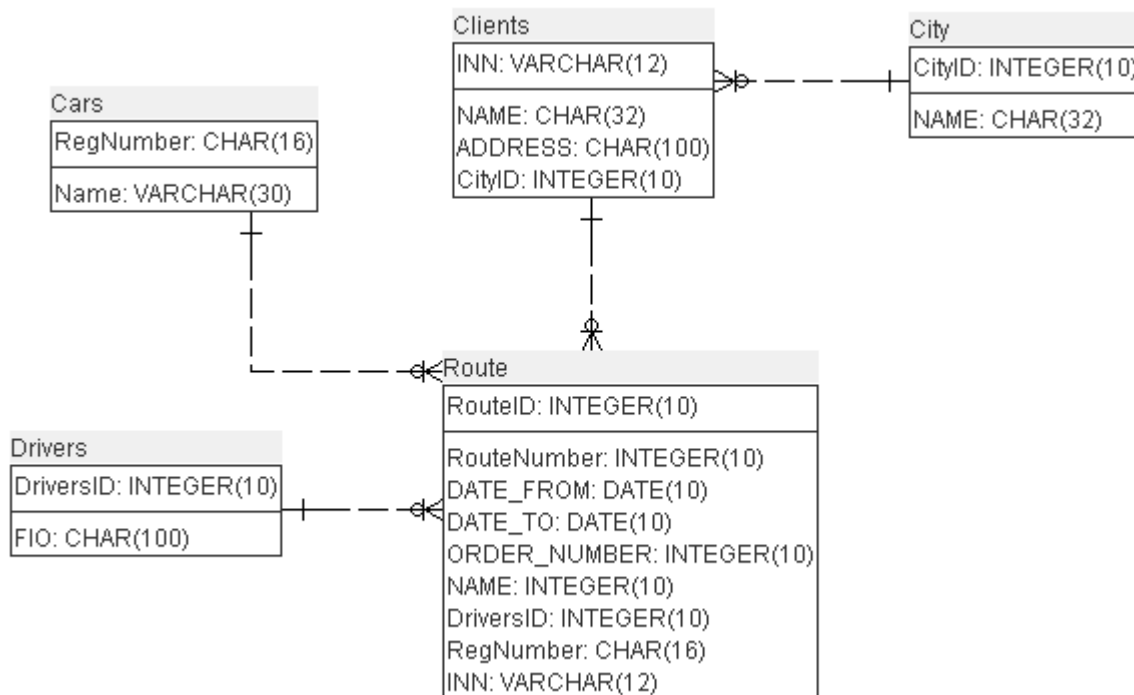 Clients
INN: VARCHAR(12)
NAME: CHAR(32)
ADDRESS: CHAR(100)
CityID: INTEGER(10)
City
CityID: INTEGER(10)
NAME: CHAR(32)
Cars
RegNumber: CHAR(16)
Name: VARCHAR(30)
Route
RouteID: INTEGER(10)
RouteNumber: INTEGER(10)
DATE_FROM: DATE(10)
DATE_TO: DATE(10)
ORDER_NUMBER: INTEGER(10)
NAME: INTEGER(10)
DriversID: INTEGER(10)
RegNumber: CHAR(16)
INN: VARCHAR(12)
Drivers
DriversID: INTEGER(10)
FIO: CHAR(100)